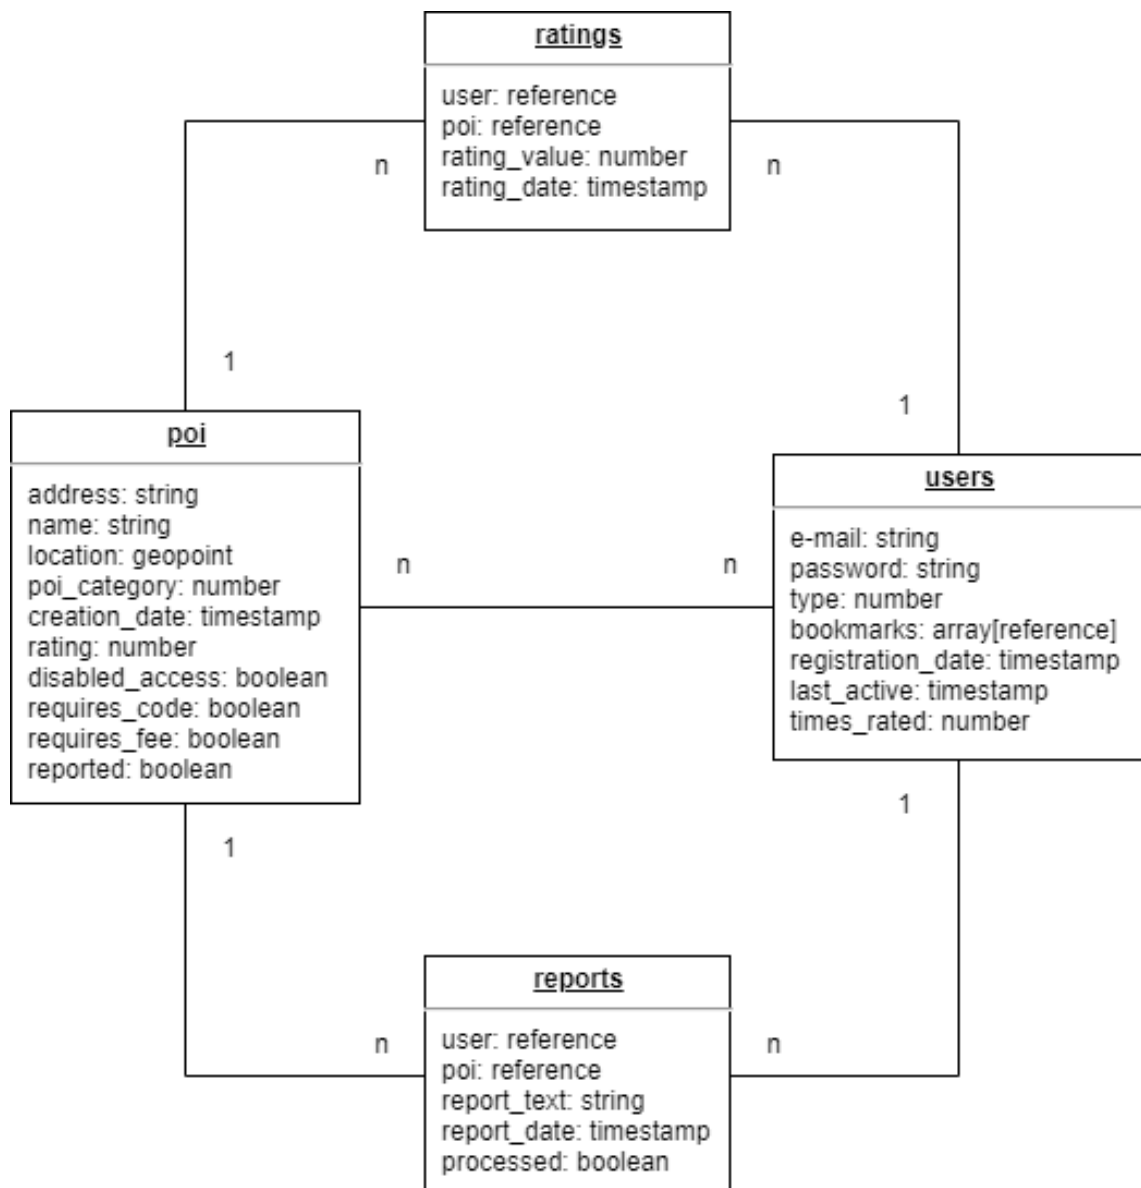 ratings
user: reference
poi: reference
rating_value: number
rating_date: timestamp
n
n
1
1
poi
address: string
name: string
location: geopoint
poi_category: number
creation_date: timestamp
rating: number
disabled_access: boolean
requires_code: boolean
requires_fee: boolean
reported: boolean
n
n
users
e-mail: string
password: string
type: number
bookmarks: array[reference]
registration_date: timestamp
last_active: timestamp
times_rated: number
1
1
reports
user: reference
poi: reference
report_text: string
report_date: timestamp
processed: boolean
n
n